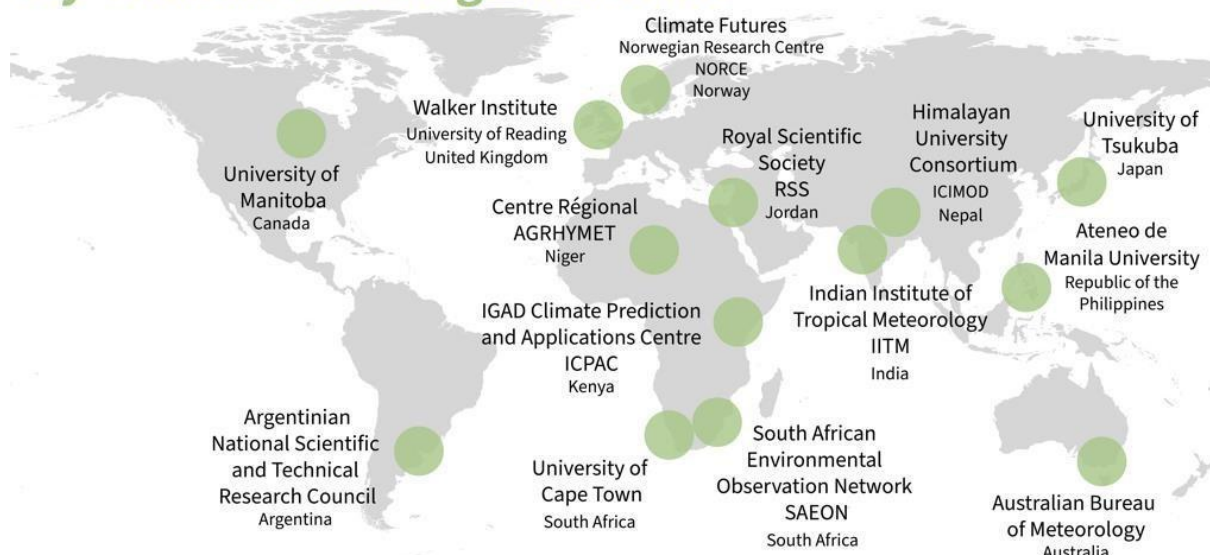 Climate Futures
Norwegian Research Centre
NORCE
Norway
Walker Institute
University of Reading
United Kingdom
Himalayan
University
Consortium
ICIMOD
Nepal
University of
Tsukuba
Japan
Royal Scientific
Society
RSS
Jordan
University of
Manitoba
Canada
Centre Régional
AGRHYMET
Niger
Ateneo de
Manila University
Republic of the
Philippines
Indian Institute of
Tropical Meteorology
IITM
India
IGAD Climate Prediction
and Applications Centre
ICPAC
Kenya
Argentinian
National Scientific
and Technical
Research Council
Argentina
University of
Cape Town
South Africa
South African
Environmental
Observation Network
SAEON
South Africa
Australian Bureau
of Meteorology
Australia